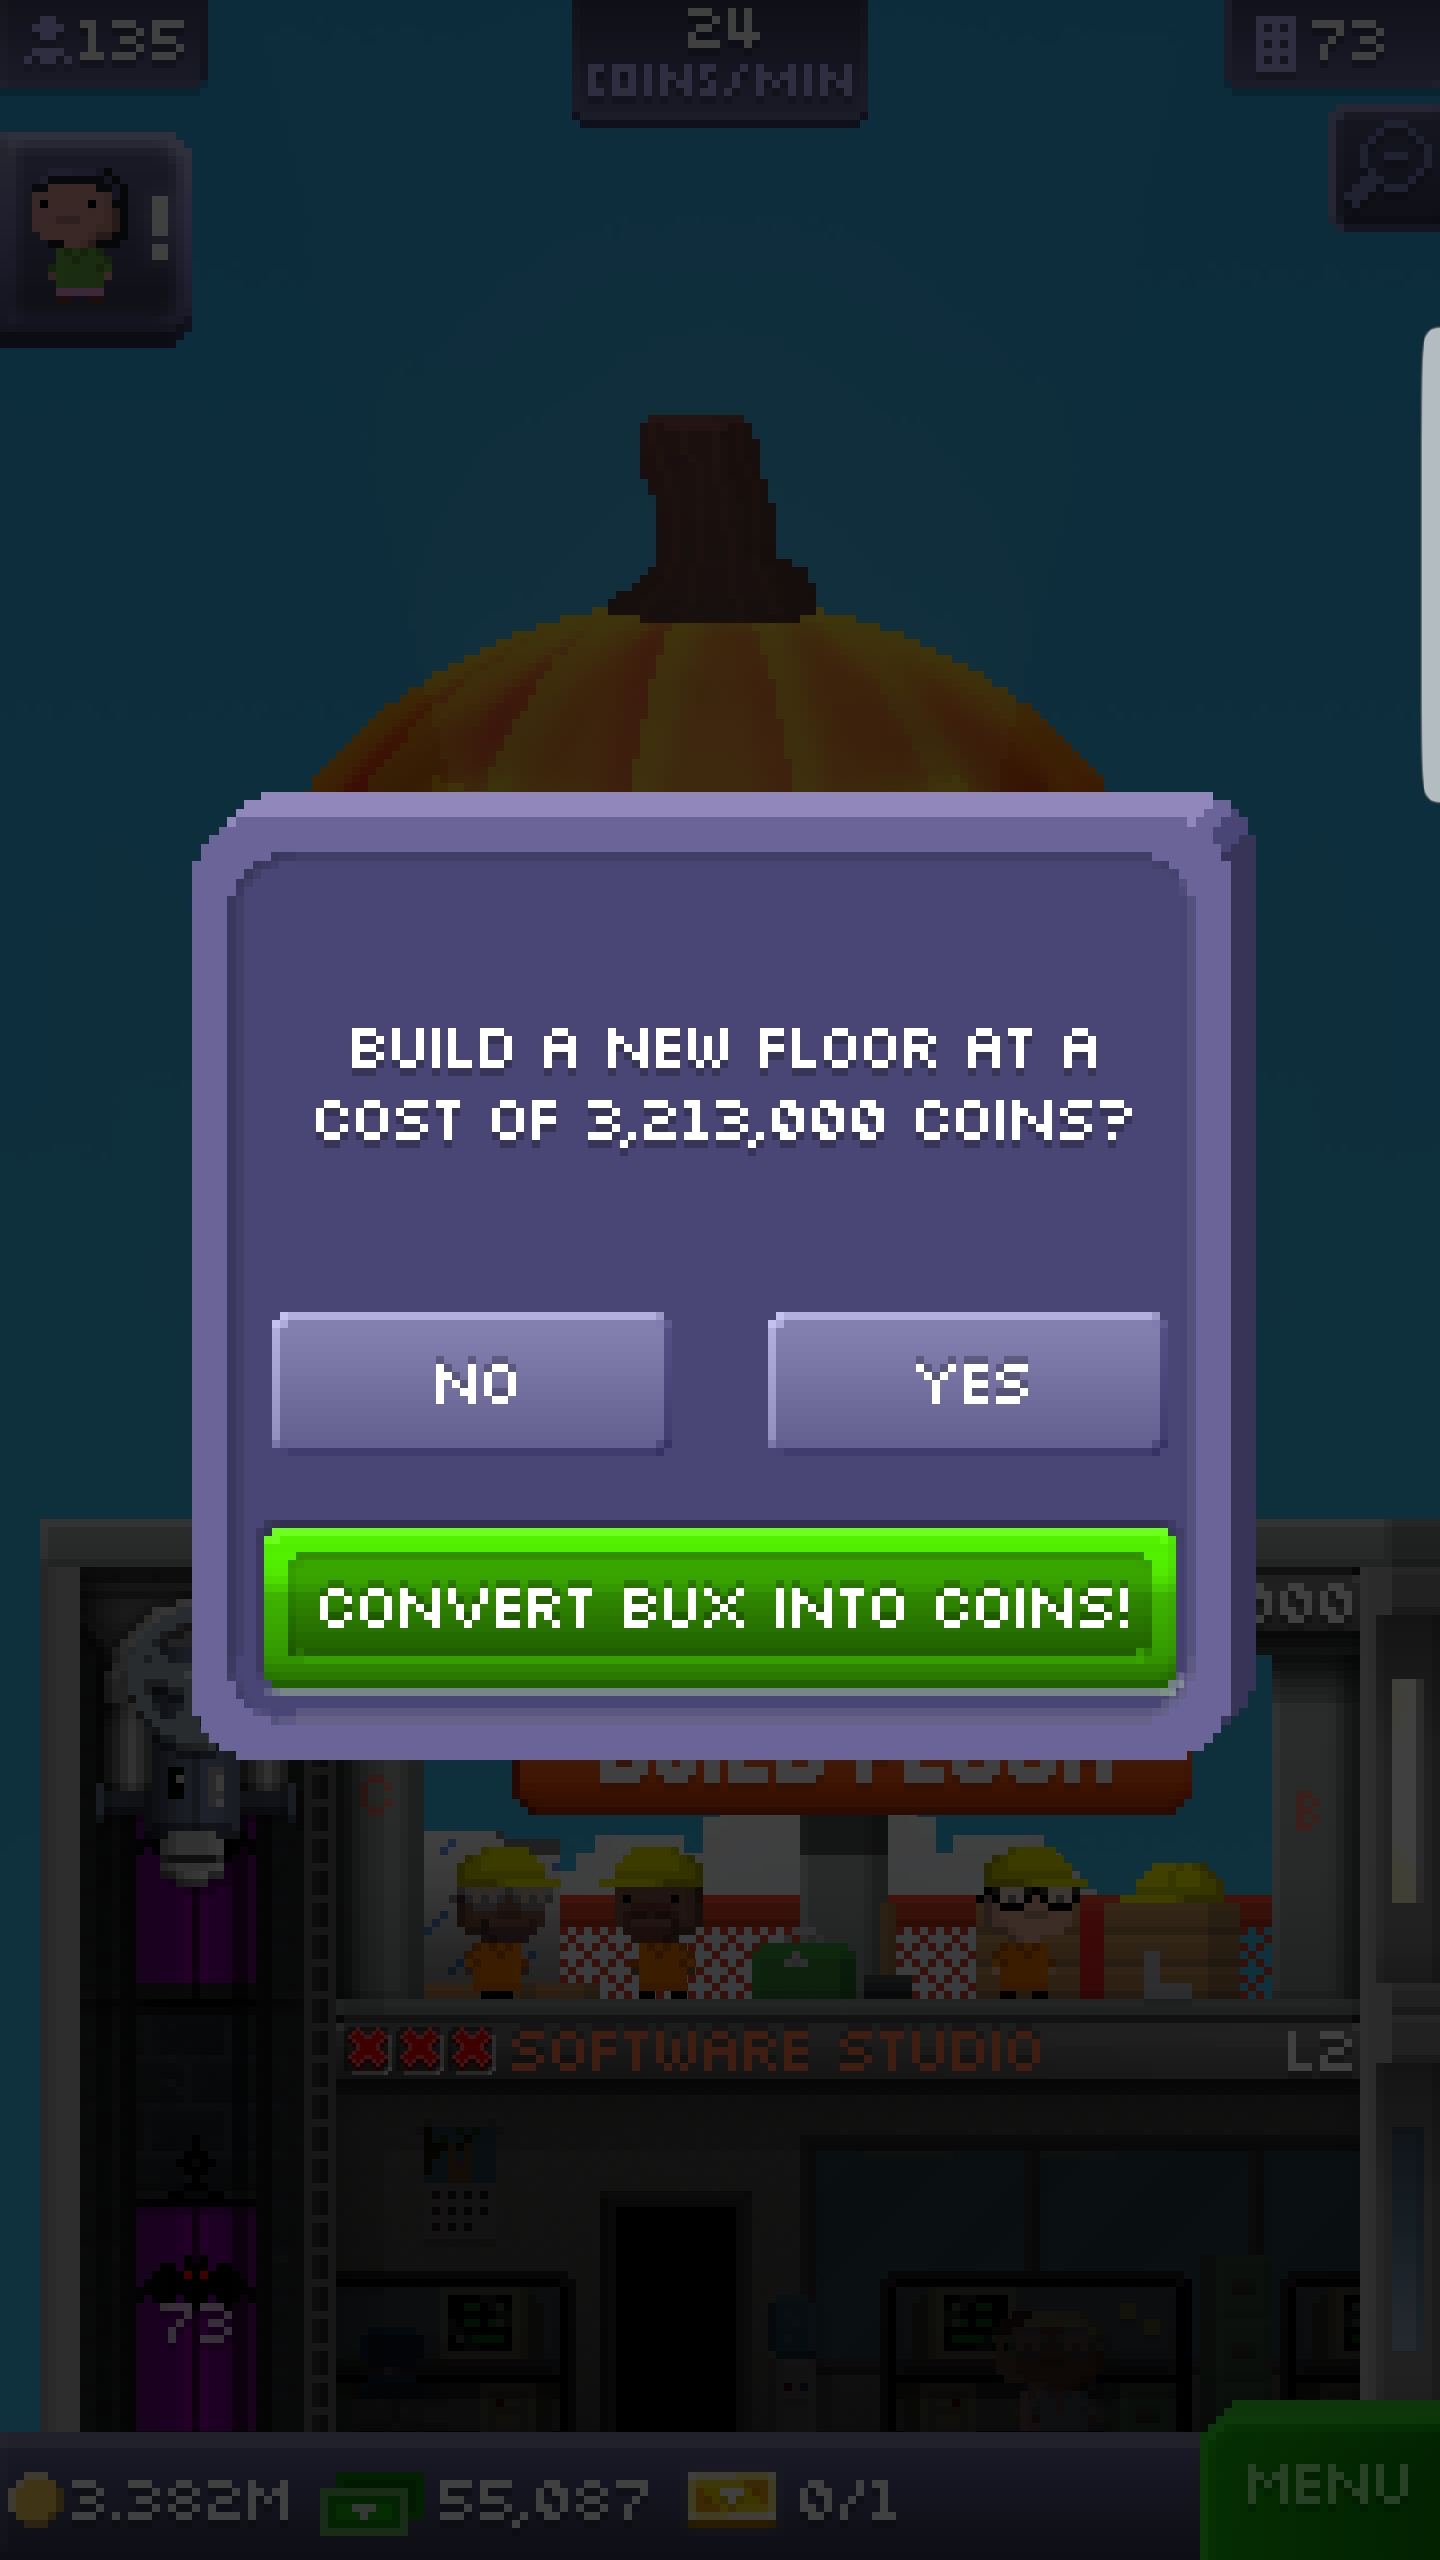 135
24
COINS/MIN
73
!
BUILD A NEW FLOOR AT A
COST OF 3,213,000 COINS?
NO
YES
CONVERT BUX INTO COINS!
000
BUILD FLOOR
C
B
SOFTWARE STUDIO
L2
73
3.382M
55,087
0/1
MENU